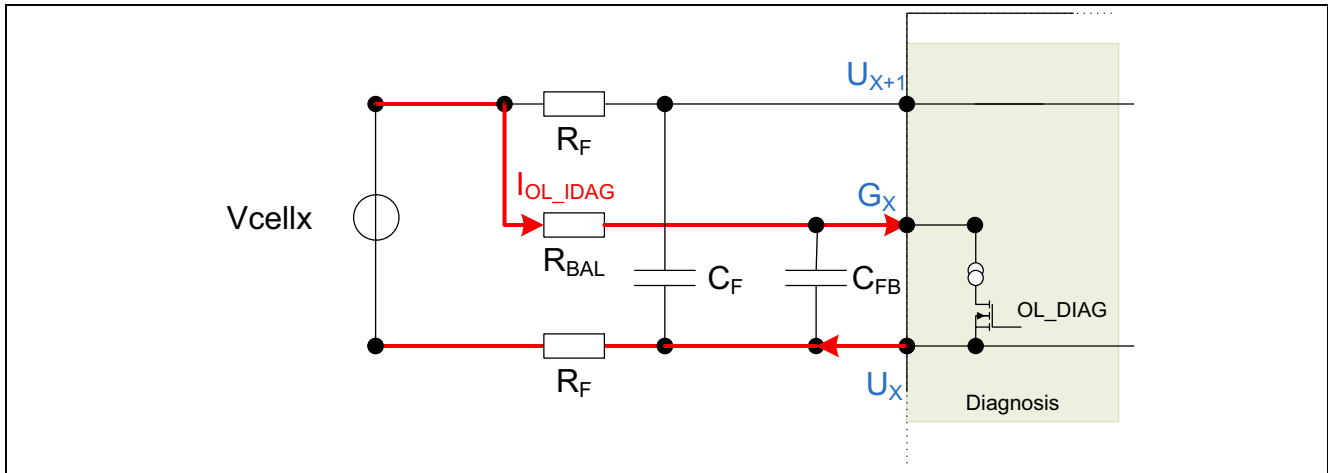 U_X+1
R_F
I_OL_IDAG
G_X
Vcellx
R_BAL
C_F
C_FB
OL_DIAG
R_F
U_X
Diagnosis